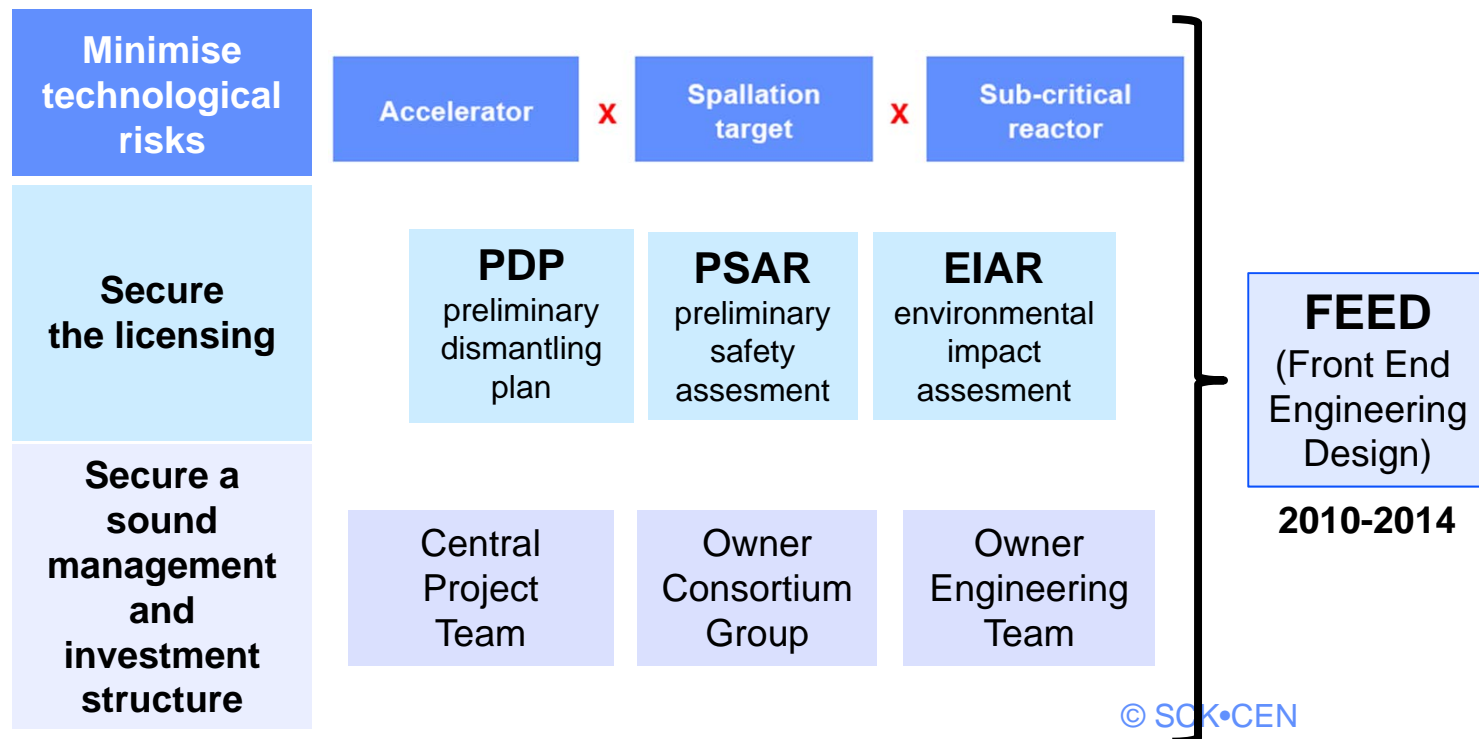 Minimise
technological
risks
Accelerator
x
Spallation
target
x
Sub-critical
reactor
Secure
the licensing
PDP
preliminary
dismantling
plan
PSAR
preliminary
safety
assesment
EIAR
environmental
impact
assesment
Secure a
sound
management
and
investment
structure
Central
Project
Team
Owner
Consortium
Group
Owner
Engineering
Team
FEED
(Front End
Engineering
Design)
2010-2014
© SCK•CEN